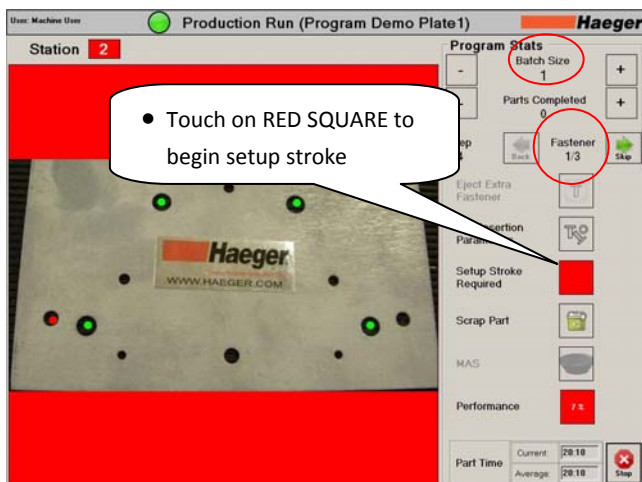 User: Machine User
Production Run (Program Demo Plate1)
Haeger
Station 2
Program Stats
Batch Size
- 1 +
Parts Completed
- 0 +
• Touch on RED SQUARE to
begin setup stroke
Fastener
Back 1/3 Skip
Eject Extra
Fastener
Setup Stroke
Required
Scrap Part
MAS
Performance 7 %
Part Time
Current: 20:10
Average: 20:10
Stop
Haeger
WWW.HAEGER.COM